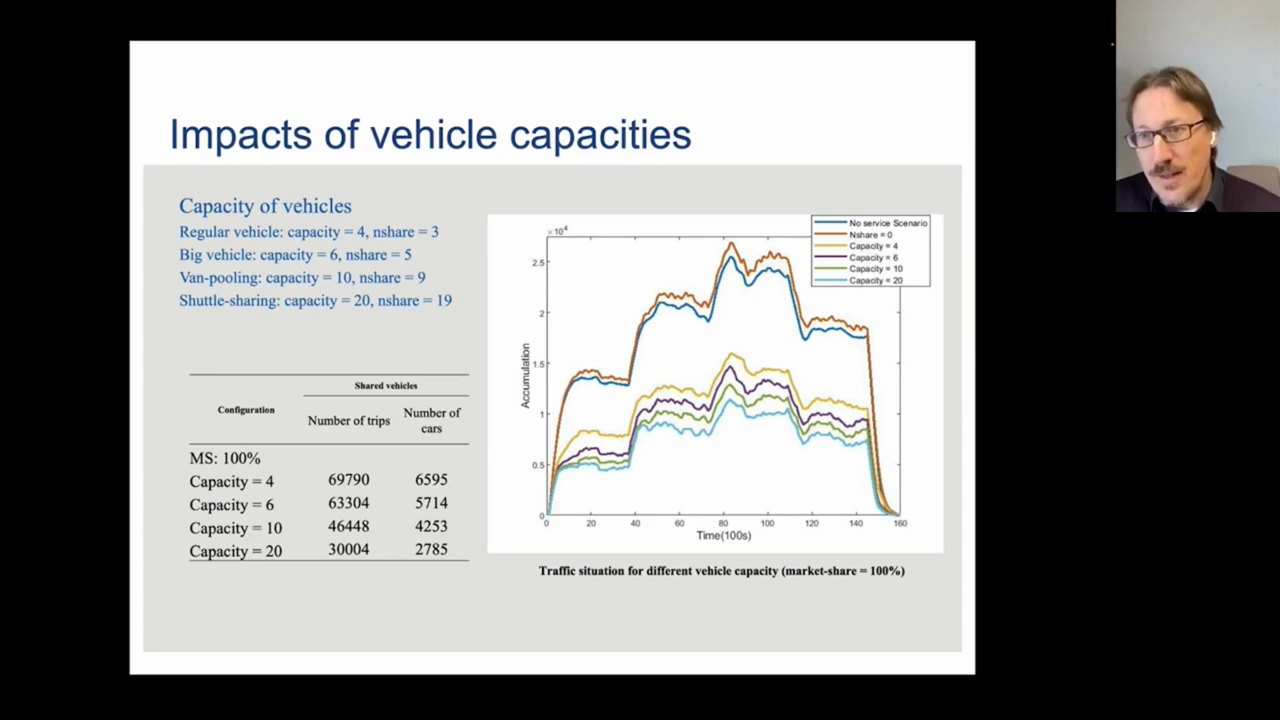 Impacts of vehicle capacities
Capacity of vehicles
Regular vehicle: capacity = 4, nshare = 3
Big vehicle: capacity = 6, nshare = 5
Van-pooling: capacity = 10, nshare = 9
Shuttle-sharing: capacity = 20, nshare = 19
Shared vehicles
Configuration
Number of trips
Number of
cars
MS: 100%
Capacity = 4 69790 6595
Capacity = 6 63304 5714
Capacity = 10 46448 4253
Capacity = 20 30004 2785
×10⁴
No service Scenario
Nshare = 0
Capacity = 4
Capacity = 6
Capacity = 10
Capacity = 20
2.5
2
1.5
1
0.5
0
Accumulation
0 20 40 60 80 100 120 140 160
Time(100s)
Traffic situation for different vehicle capacity (market-share = 100%)